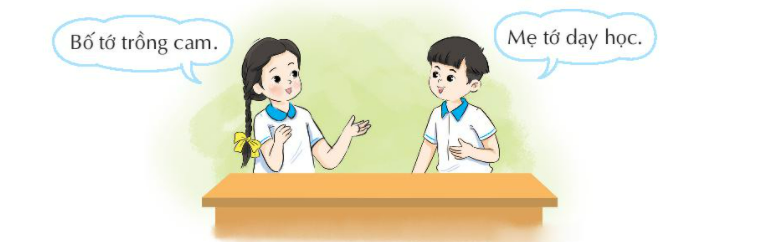 Bố tớ trồng cam.
Mẹ tớ dạy học.